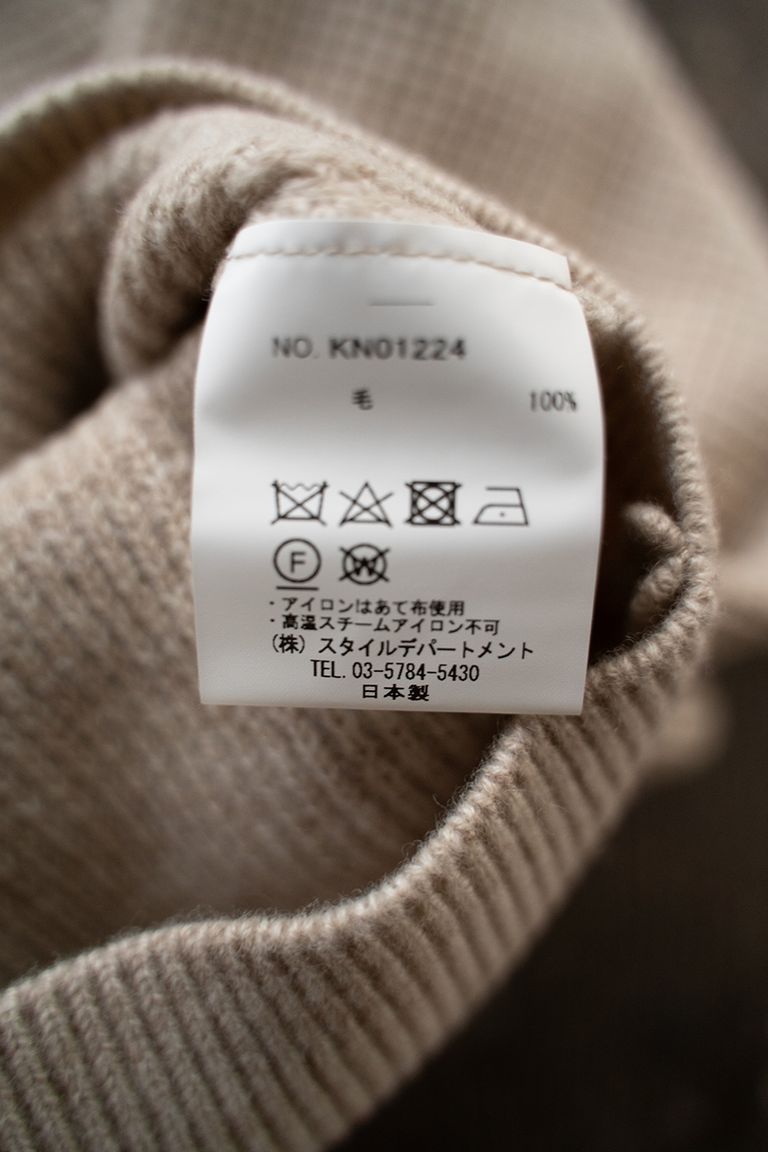 NO. KN01224
毛 100%
F W
・アイロンはあて布使用
・高温スチームアイロン不可
(株) スタイルデパートメント
TEL. 03-5784-5430
日本製